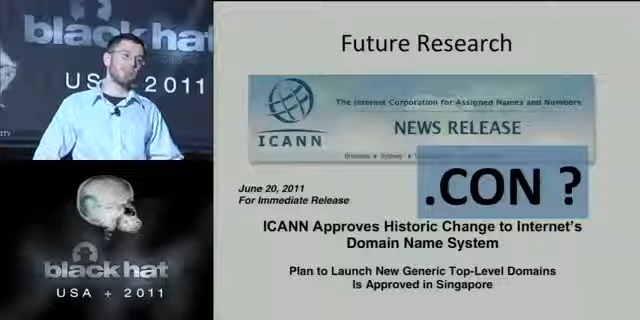 black hat
USA 2011
ITY
black hat
USA + 2011
Future Research
The Internet Corporation for Assigned Names and Numbers
ICANN
NEWS RELEASE
.CON ?
June 20, 2011
For Immediate Release
ICANN Approves Historic Change to Internet's
Domain Name System
Plan to Launch New Generic Top-Level Domains
Is Approved in Singapore